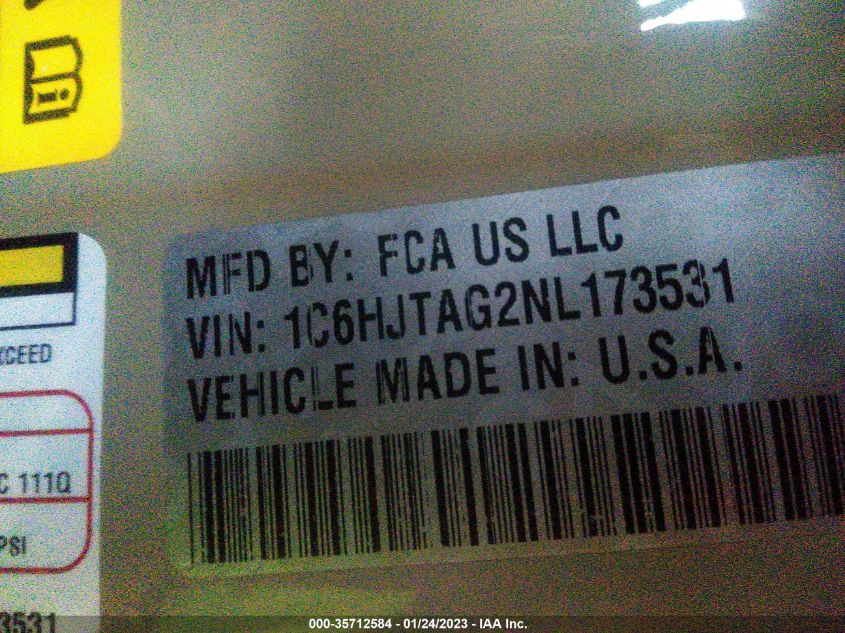 MFD BY: FCA US LLC
VIN: 1C6HJTAG2NL173531
VEHICLE MADE IN: U.S.A.
XCEED
C 111Q
PSI
3531
000-35712584 - 01/24/2023 - IAA Inc.